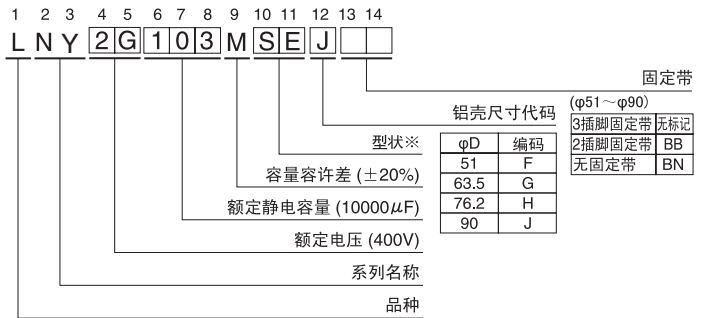 1 2 3 4 5 6 7 8 9 10 11 12 13 14
L N Y 2 G 1 0 3 M S E J
固定带
(φ51～φ90)
3插脚固定带 无标记
2插脚固定带 BB
无固定带 BN
铝壳尺寸代码
φD 编码
51 F
63.5 G
76.2 H
90 J
型状※
容量容许差 (±20%)
额定静电容量 (10000μF)
额定电压 (400V)
系列名称
品种